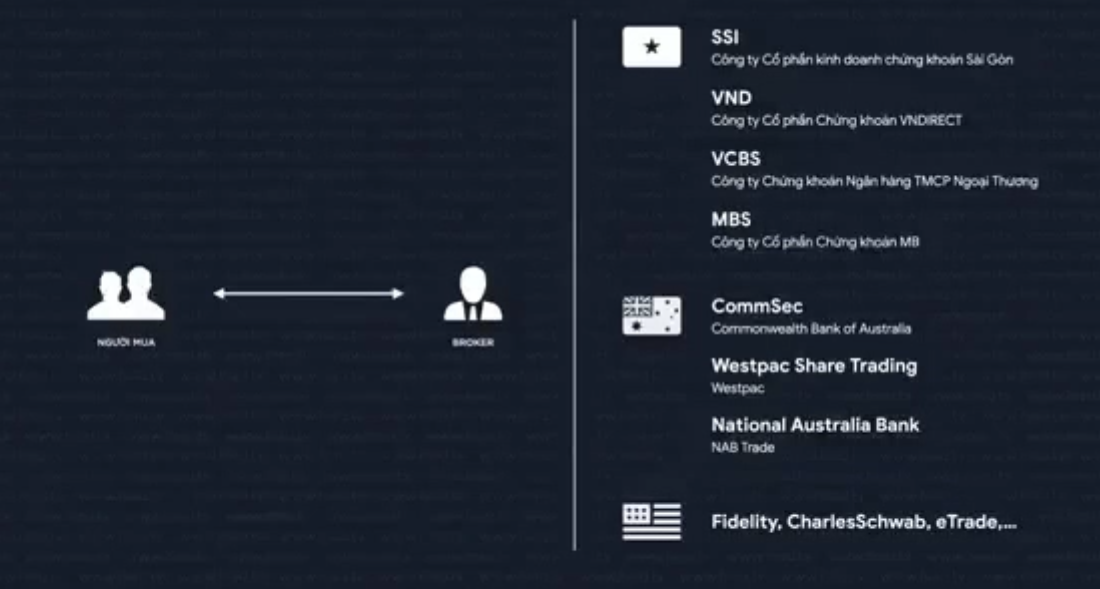 NGƯỜI MUA
BROKER
SSI
Công ty Cổ phần kinh doanh chứng khoán Sài Gòn
VND
Công ty Cổ phần Chứng khoán VNDIRECT
VCBS
Công ty Chứng khoán Ngân hàng TMCP Ngoại Thương
MBS
Công ty Cổ phần Chứng khoán MB
CommSec
Commonwealth Bank of Australia
Westpac Share Trading
Westpac
National Australia Bank
NAB Trade
Fidelity, CharlesSchwab, eTrade,...